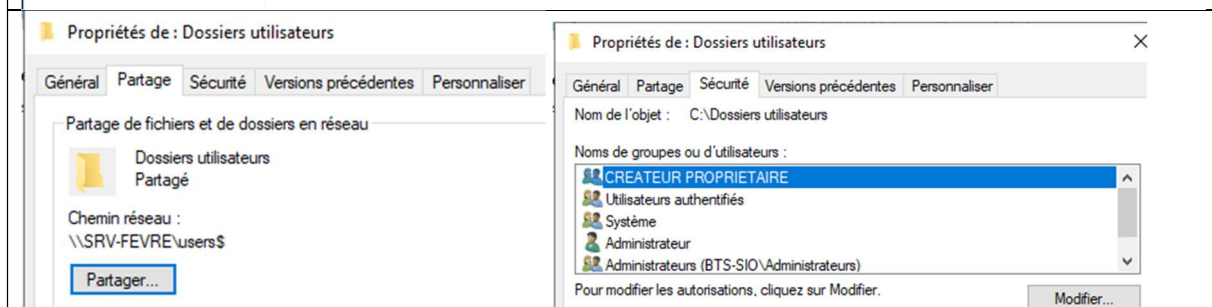 Propriétés de : Dossiers utilisateurs
Général Partage Sécurité Versions précédentes Personnaliser
Partage de fichiers et de dossiers en réseau
Dossiers utilisateurs
Partagé
Chemin réseau :
\\SRV-FEVRE\users$
Partager...
Propriétés de : Dossiers utilisateurs
Général Partage Sécurité Versions précédentes Personnaliser
Nom de l'objet : C:\Dossiers utilisateurs
Noms de groupes ou d'utilisateurs :
CREATEUR PROPRIETAIRE
Utilisateurs authentifiés
Système
Administrateur
Administrateurs (BTS-SIO\Administrateurs)
Pour modifier les autorisations, cliquez sur Modifier.
Modifier...